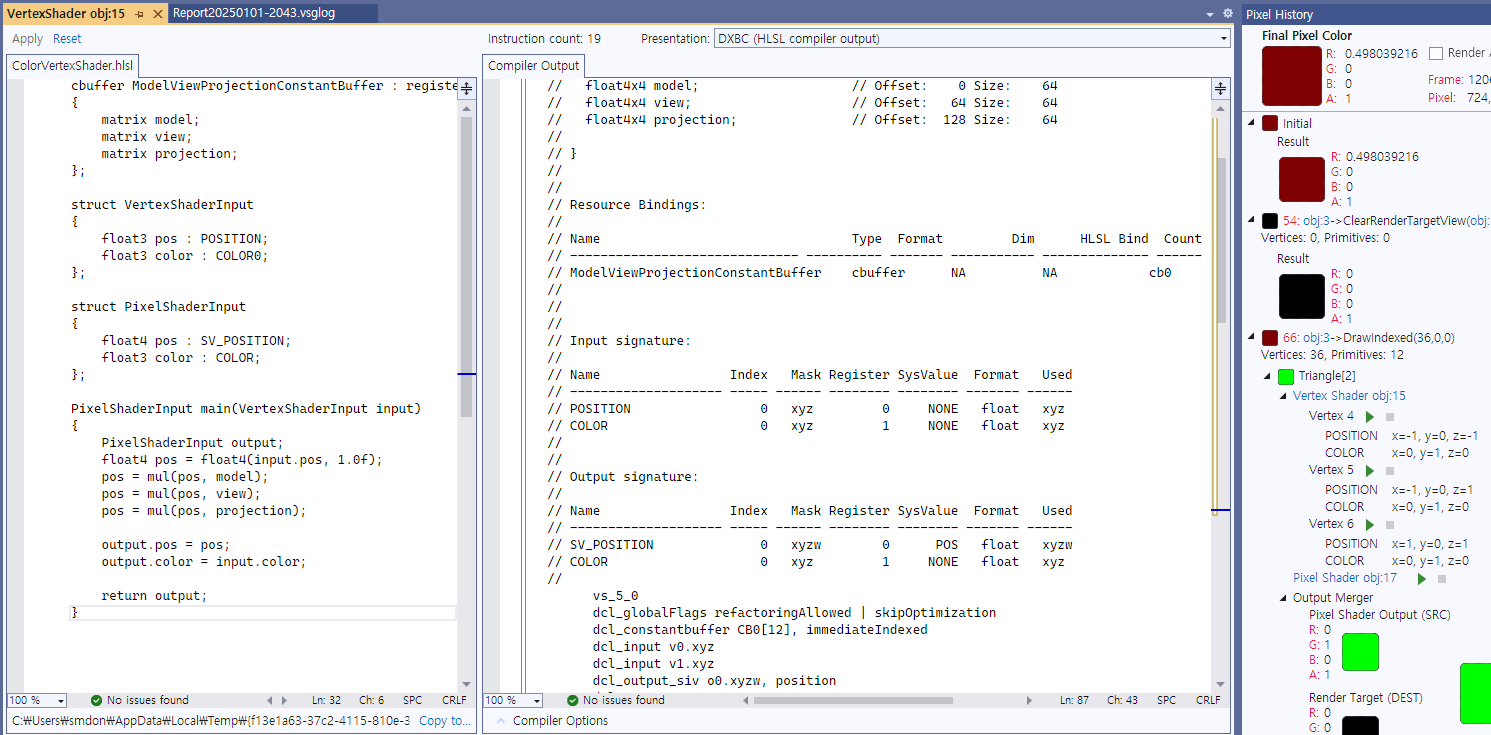 VertexShader obj:15
Report20250101-2043.vsglog
Apply Reset
ColorVertexShader.hlsl
cbuffer ModelViewProjectionConstantBuffer : registe
{
    matrix model;
    matrix view;
    matrix projection;
};

struct VertexShaderInput
{
    float3 pos : POSITION;
    float3 color : COLOR0;
};

struct PixelShaderInput
{
    float4 pos : SV_POSITION;
    float3 color : COLOR;
};

PixelShaderInput main(VertexShaderInput input)
{
    PixelShaderInput output;
    float4 pos = float4(input.pos, 1.0f);
    pos = mul(pos, model);
    pos = mul(pos, view);
    pos = mul(pos, projection);

    output.pos = pos;
    output.color = input.color;

    return output;
}
100 % No issues found Ln: 32 Ch: 6 SPC CRLF
C:₩Users₩smdon₩AppData₩Local₩Temp₩{f13e1a63-37c2-4115-810e-3 Copy to...
Instruction count: 19 Presentation: DXBC (HLSL compiler output)
Compiler Output
//   float4x4 model;                    // Offset:    0 Size:    64
//   float4x4 view;                     // Offset:   64 Size:    64
//   float4x4 projection;               // Offset:  128 Size:    64
//
// }
//
//
// Resource Bindings:
//
// Name                                 Type  Format         Dim      HLSL Bind  Count
// ------------------------------ ---------- ------- ----------- -------------- ------
// ModelViewProjectionConstantBuffer    cbuffer      NA          NA            cb0
//
//
//
// Input signature:
//
// Name                 Index   Mask Register SysValue  Format   Used
// -------------------- ----- ------ -------- -------- ------- ------
// POSITION                 0   xyz         0     NONE   float   xyz
// COLOR                    0   xyz         1     NONE   float   xyz
//
//
// Output signature:
//
// Name                 Index   Mask Register SysValue  Format   Used
// -------------------- ----- ------ -------- -------- ------- ------
// SV_POSITION              0   xyzw        0      POS   float   xyzw
// COLOR                    0   xyz         1     NONE   float   xyz
//
vs_5_0
dcl_globalFlags refactoringAllowed | skipOptimization
dcl_constantbuffer CB0[12], immediateIndexed
dcl_input v0.xyz
dcl_input v1.xyz
dcl_output_siv o0.xyzw, position
100 % No issues found Ln: 87 Ch: 43 SPC CRLF
Compiler Options
Pixel History
Final Pixel Color
R: 0.498039216
G: 0
B: 0
A: 1
Render
Frame: 1206
Pixel: 724,
Initial
Result
R: 0.498039216
G: 0
B: 0
A: 1
54: obj:3->ClearRenderTargetView(obj:
Vertices: 0, Primitives: 0
Result
R: 0
G: 0
B: 0
A: 1
66: obj:3->DrawIndexed(36,0,0)
Vertices: 36, Primitives: 12
Triangle[2]
Vertex Shader obj:15
Vertex 4
POSITION x=-1, y=0, z=-1
COLOR x=0, y=1, z=0
Vertex 5
POSITION x=-1, y=0, z=1
COLOR x=0, y=1, z=0
Vertex 6
POSITION x=1, y=0, z=1
COLOR x=0, y=1, z=0
Pixel Shader obj:17
Output Merger
Pixel Shader Output (SRC)
R: 0
G: 1
B: 0
A: 1
Render Target (DEST)
R: 0
G: 0